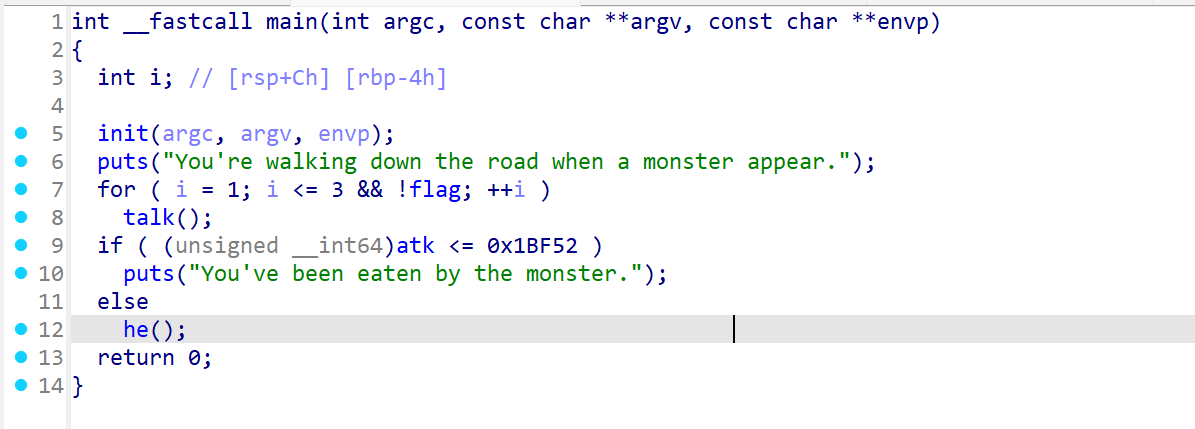 1 int __fastcall main(int argc, const char **argv, const char **envp)
2 {
3   int i; // [rsp+Ch] [rbp-4h]
4
5   init(argc, argv, envp);
6   puts("You're walking down the road when a monster appear.");
7   for ( i = 1; i <= 3 && !flag; ++i )
8     talk();
9   if ( (unsigned __int64)atk <= 0x1BF52 )
10     puts("You've been eaten by the monster.");
11   else
12     he();
13   return 0;
14 }